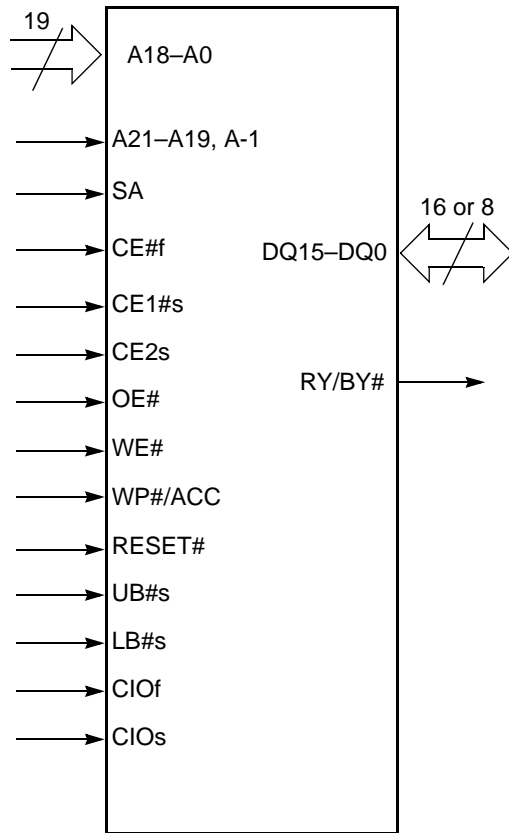 19
A18–A0
A21–A19, A-1
SA
16 or 8
CE#f
DQ15–DQ0
CE1#s
CE2s
RY/BY#
OE#
WE#
WP#/ACC
RESET#
UB#s
LB#s
CIOf
CIOs